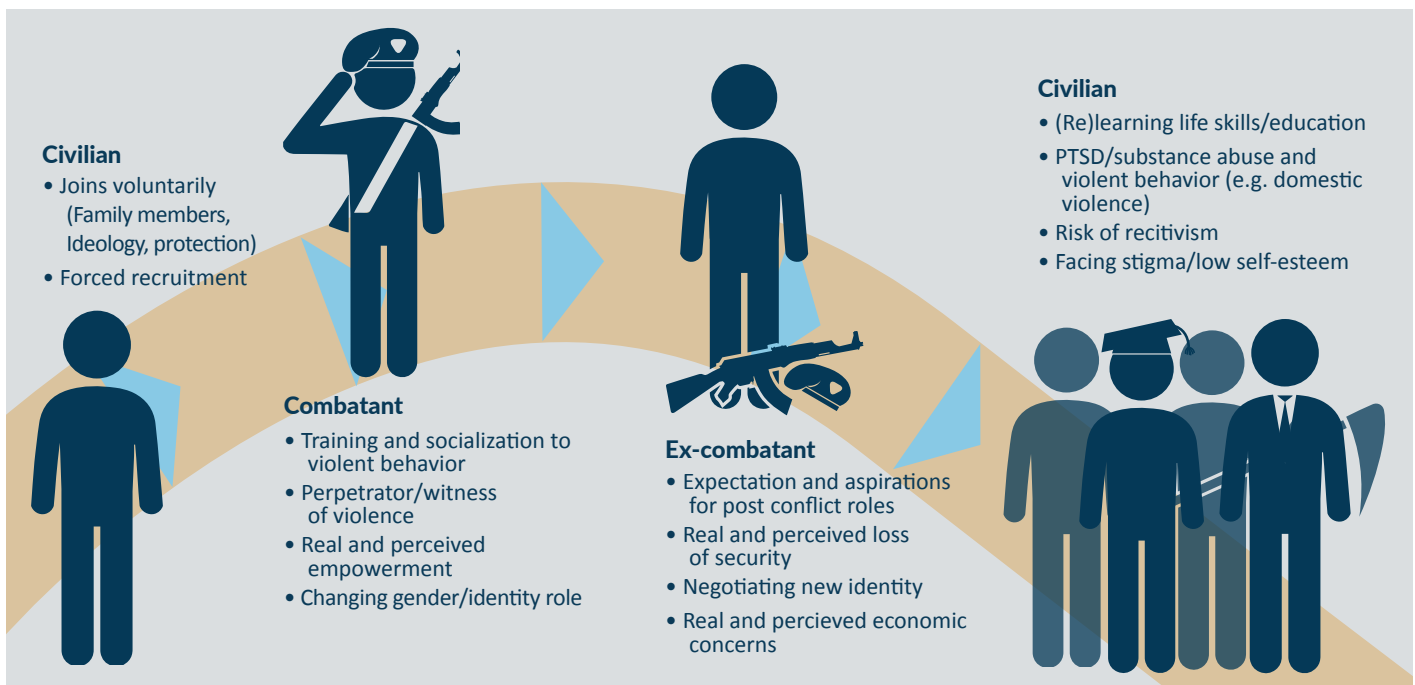 Civilian
• Joins voluntarily
(Family members,
Ideology, protection)
• Forced recruitment
Combatant
• Training and socialization to
violent behavior
• Perpetrator/witness
of violence
• Real and perceived
empowerment
• Changing gender/identity role
Ex-combatant
• Expectation and aspirations
for post conflict roles
• Real and perceived loss
of security
• Negotiating new identity
• Real and percieved economic
concerns
Civilian
• (Re)learning life skills/education
• PTSD/substance abuse and
violent behavior (e.g. domestic
violence)
• Risk of recitivism
• Facing stigma/low self-esteem